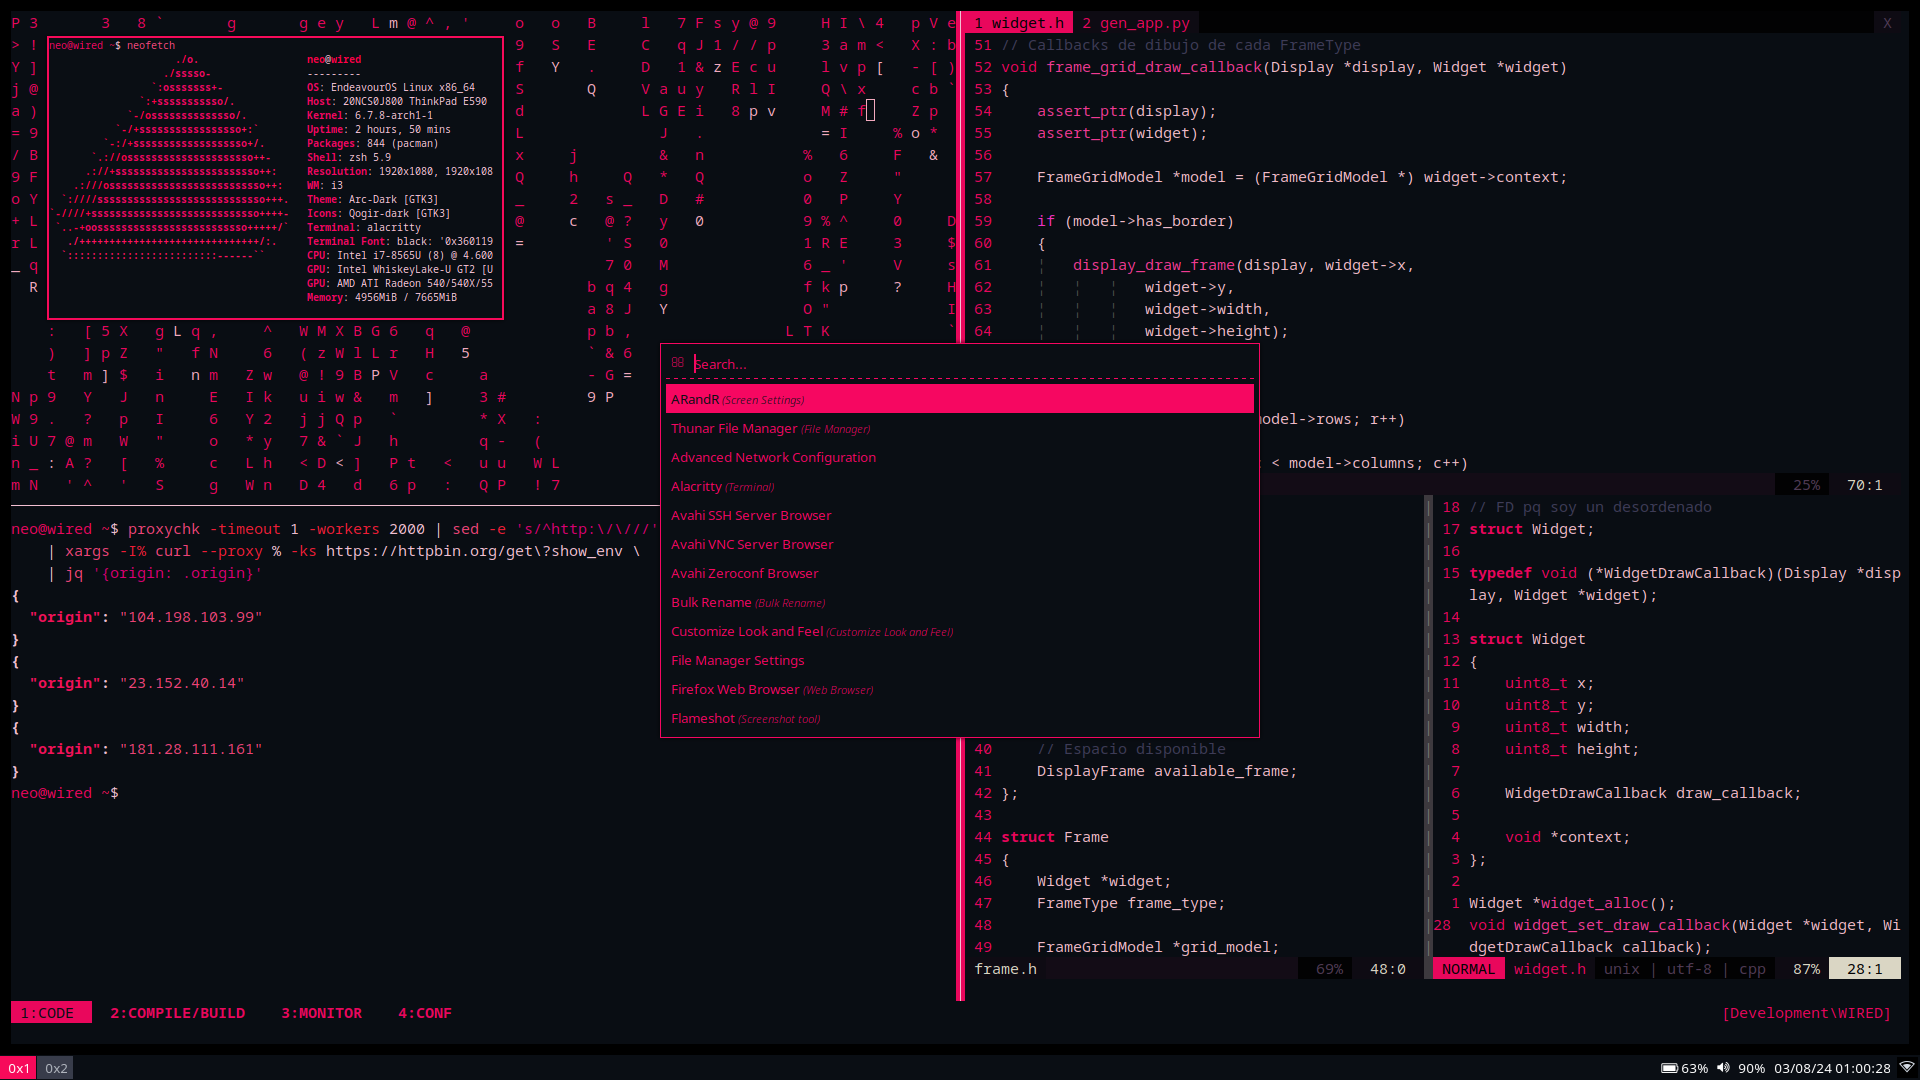 neo@wired ~$ neofetch
neo@wired
---------
OS: EndeavourOS Linux x86_64
Host: 20NCS0J800 ThinkPad E590
Kernel: 6.7.8-arch1-1
Uptime: 2 hours, 50 mins
Packages: 844 (pacman)
Shell: zsh 5.9
Resolution: 1920x1080, 1920x108
WM: i3
Theme: Arc-Dark [GTK3]
Icons: Qogir-dark [GTK3]
Terminal: alacritty
Terminal Font: black: '0x360119
CPU: Intel i7-8565U (8) @ 4.600
GPU: Intel WhiskeyLake-U GT2 [U
GPU: AMD ATI Radeon 540/540X/55
Memory: 4956MiB / 7665MiB
neo@wired ~$ proxychk -timeout 1 -workers 2000 | sed -e 's/^http:\/\///'
| xargs -I% curl --proxy % -ks https://httpbin.org/get\?show_env \
| jq '{origin: .origin}'
{
"origin": "104.198.103.99"
}
{
"origin": "23.152.40.14"
}
{
"origin": "181.28.111.161"
}
neo@wired ~$
1 widget.h 2 gen_app.py X
51 // Callbacks de dibujo de cada FrameType
52 void frame_grid_draw_callback(Display *display, Widget *widget)
53 {
54 assert_ptr(display);
55 assert_ptr(widget);
56
57 FrameGridModel *model = (FrameGridModel *) widget->context;
58
59 if (model->has_border)
60 {
61 display_draw_frame(display, widget->x,
62 widget->y,
63 widget->width,
64 widget->height);
model->rows; r++)
< model->columns; c++)
25% 70:1
Search...
ARandR (Screen Settings)
Thunar File Manager (File Manager)
Advanced Network Configuration
Alacritty (Terminal)
Avahi SSH Server Browser
Avahi VNC Server Browser
Avahi Zeroconf Browser
Bulk Rename (Bulk Rename)
Customize Look and Feel (Customize Look and Feel)
File Manager Settings
Firefox Web Browser (Web Browser)
Flameshot (Screenshot tool)
40 // Espacio disponible
41 DisplayFrame available_frame;
42 };
43
44 struct Frame
45 {
46 Widget *widget;
47 FrameType frame_type;
48
49 FrameGridModel *grid_model;
frame.h 69% 48:0
18 // FD pq soy un desordenado
17 struct Widget;
16
15 typedef void (*WidgetDrawCallback)(Display *disp
lay, Widget *widget);
14
13 struct Widget
12 {
11 uint8_t x;
10 uint8_t y;
9 uint8_t width;
8 uint8_t height;
7
6 WidgetDrawCallback draw_callback;
5
4 void *context;
3 };
2
1 Widget *widget_alloc();
28 void widget_set_draw_callback(Widget *widget, Wi
dgetDrawCallback callback);
NORMAL widget.h unix | utf-8 | cpp 87% 28:1
1:CODE 2:COMPILE/BUILD 3:MONITOR 4:CONF [Development\WIRED]
0x1 0x2 63% 90% 03/08/24 01:00:28